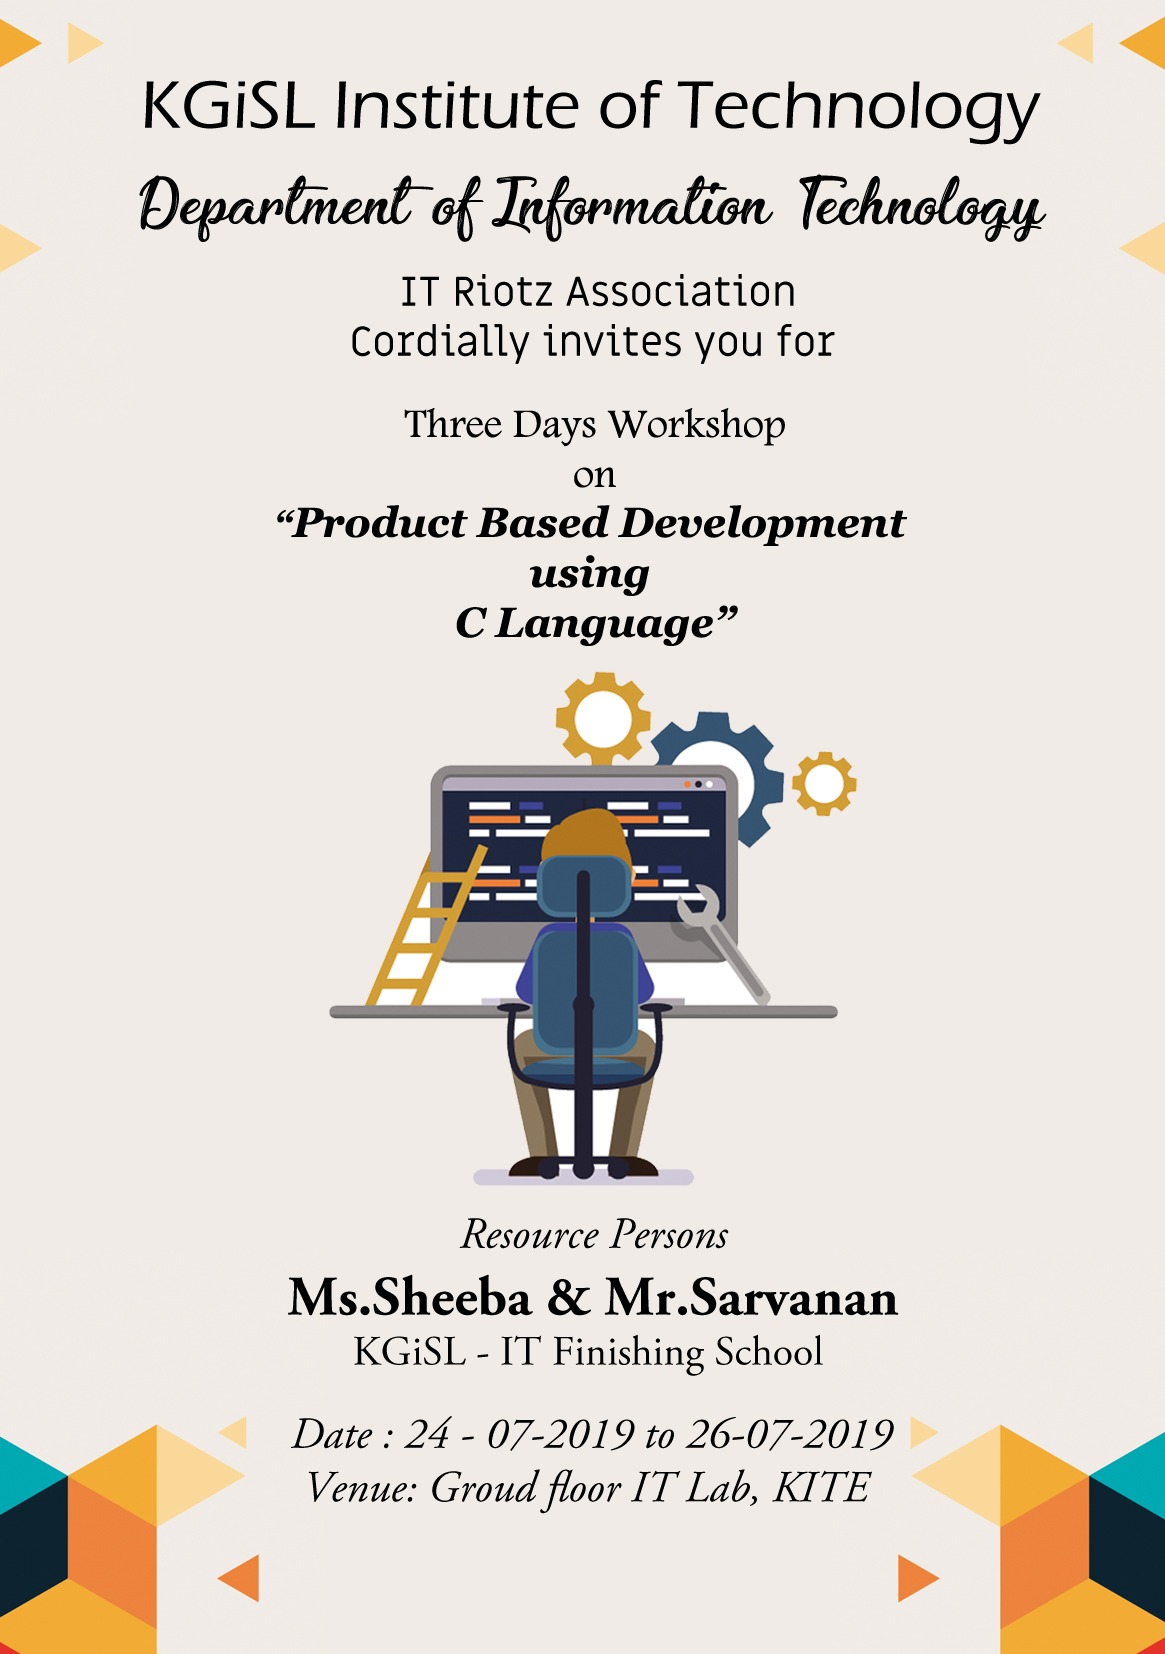 KGiSL Institute of Technology
Department of Information Technology
IT Riotz Association
Cordially invites you for
Three Days Workshop
on
“Product Based Development
using
C Language”
Resource Persons
Ms.Sheeba & Mr.Sarvanan
KGiSL - IT Finishing School
Date : 24 - 07-2019 to 26-07-2019
Venue: Groud floor IT Lab, KITE